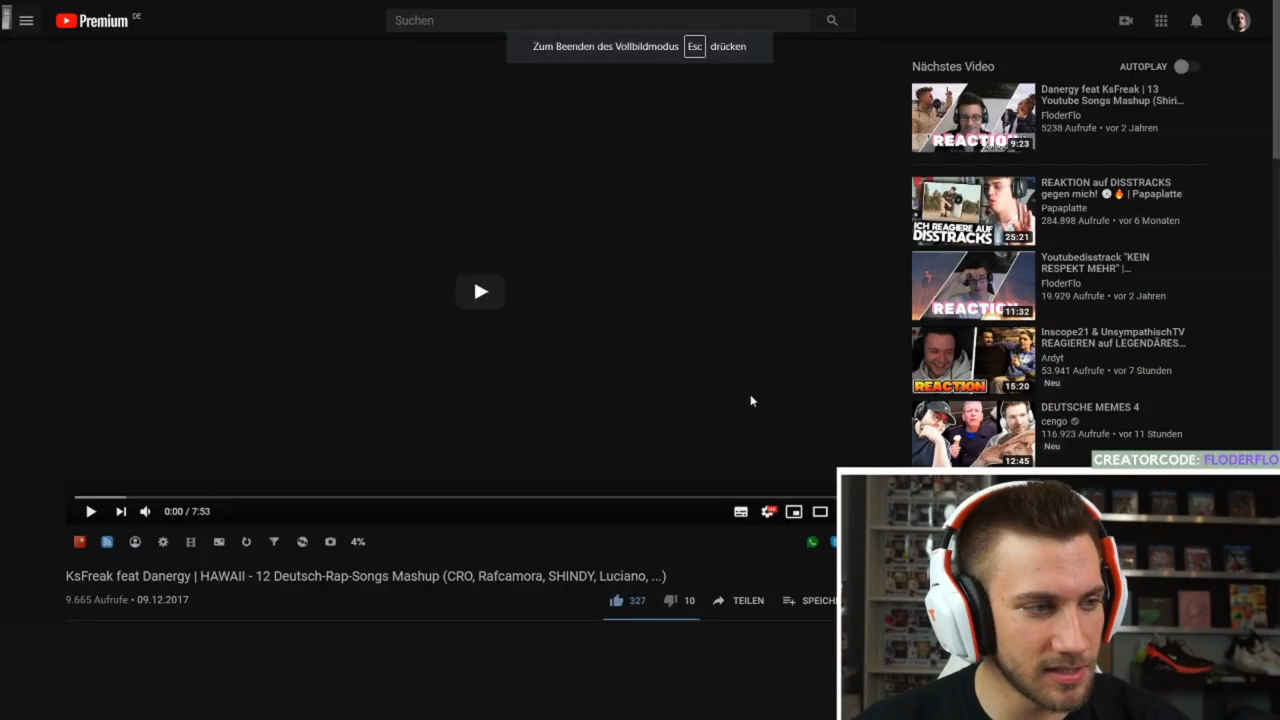 Premium DE
Suchen
Zum Beenden des Vollbildmodus Esc drücken
Nächstes Video
AUTOPLAY
REACTIO
9:23
Danergy feat KsFreak | 13
Youtube Songs Mashup (Shiri...
FloderFlo
5238 Aufrufe • vor 2 Jahren
ICH REAGIERE AUF
DISSTRACKS
25:21
REAKTION auf DISSTRACKS
gegen mich! 💿🔥 | Papaplatte
Papaplatte
284.898 Aufrufe • vor 6 Monaten
REACTIO
11:32
Youtubedisstrack "KEIN
RESPEKT MEHR" |...
FloderFlo
19.929 Aufrufe • vor 2 Jahren
REACTION
15:20
Inscope21 & UnsympathischTV
REAGIEREN auf LEGENDÄRES...
Ardyt
53.941 Aufrufe • vor 7 Stunden
Neu
12:45
DEUTSCHE MEMES 4
cengo
116.923 Aufrufe • vor 11 Stunden
Neu
CREATORCODE: FLODERFLO
0:00 / 7:53
4%
KsFreak feat Danergy | HAWAII - 12 Deutsch-Rap-Songs Mashup (CRO, Rafcamora, SHINDY, Luciano, ...)
9.665 Aufrufe • 09.12.2017
327
10
TEILEN
SPEICH